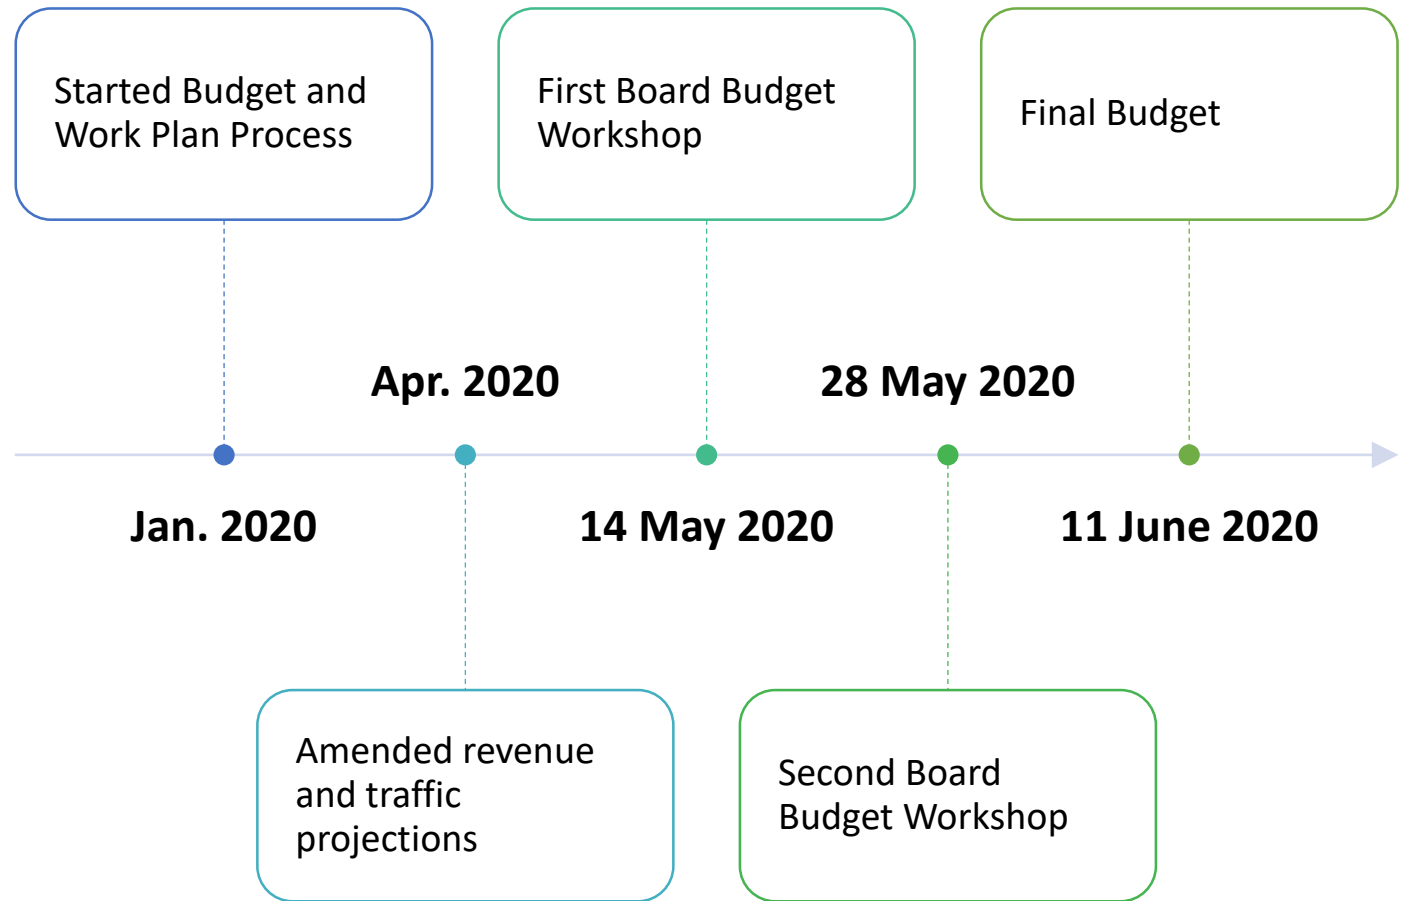 Started Budget and
Work Plan Process
First Board Budget
Workshop
Final Budget
Apr. 2020
28 May 2020
Jan. 2020
14 May 2020
11 June 2020
Amended revenue
and traffic
projections
Second Board
Budget Workshop